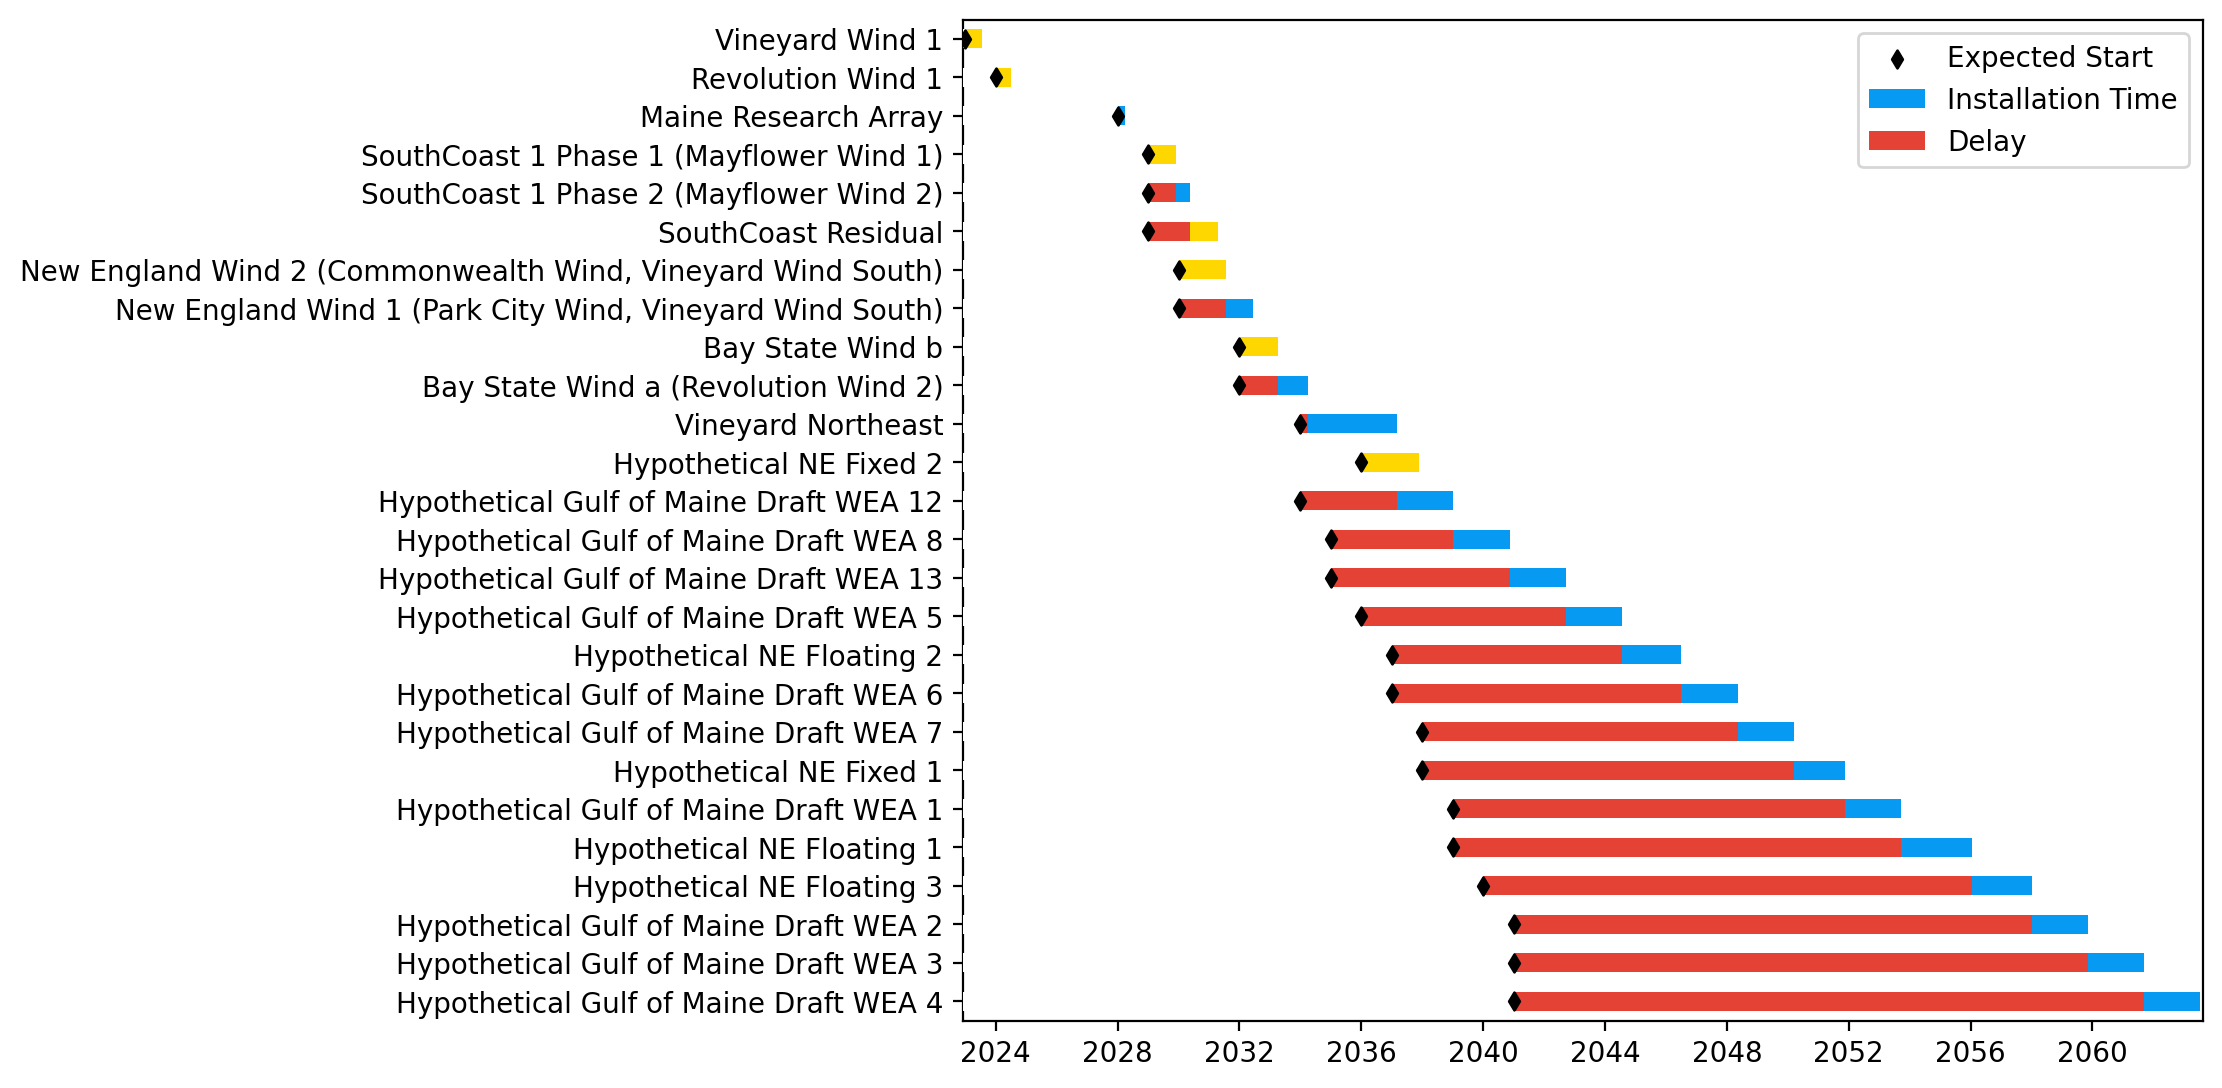 Vineyard Wind 1
Revolution Wind 1
Maine Research Array
SouthCoast 1 Phase 1 (Mayflower Wind 1)
SouthCoast 1 Phase 2 (Mayflower Wind 2)
SouthCoast Residual
New England Wind 2 (Commonwealth Wind, Vineyard Wind South)
New England Wind 1 (Park City Wind, Vineyard Wind South)
Bay State Wind b
Bay State Wind a (Revolution Wind 2)
Vineyard Northeast
Hypothetical NE Fixed 2
Hypothetical Gulf of Maine Draft WEA 12
Hypothetical Gulf of Maine Draft WEA 8
Hypothetical Gulf of Maine Draft WEA 13
Hypothetical Gulf of Maine Draft WEA 5
Hypothetical NE Floating 2
Hypothetical Gulf of Maine Draft WEA 6
Hypothetical Gulf of Maine Draft WEA 7
Hypothetical NE Fixed 1
Hypothetical Gulf of Maine Draft WEA 1
Hypothetical NE Floating 1
Hypothetical NE Floating 3
Hypothetical Gulf of Maine Draft WEA 2
Hypothetical Gulf of Maine Draft WEA 3
Hypothetical Gulf of Maine Draft WEA 4
Expected Start
Installation Time
Delay
2024 2028 2032 2036 2040 2044 2048 2052 2056 2060